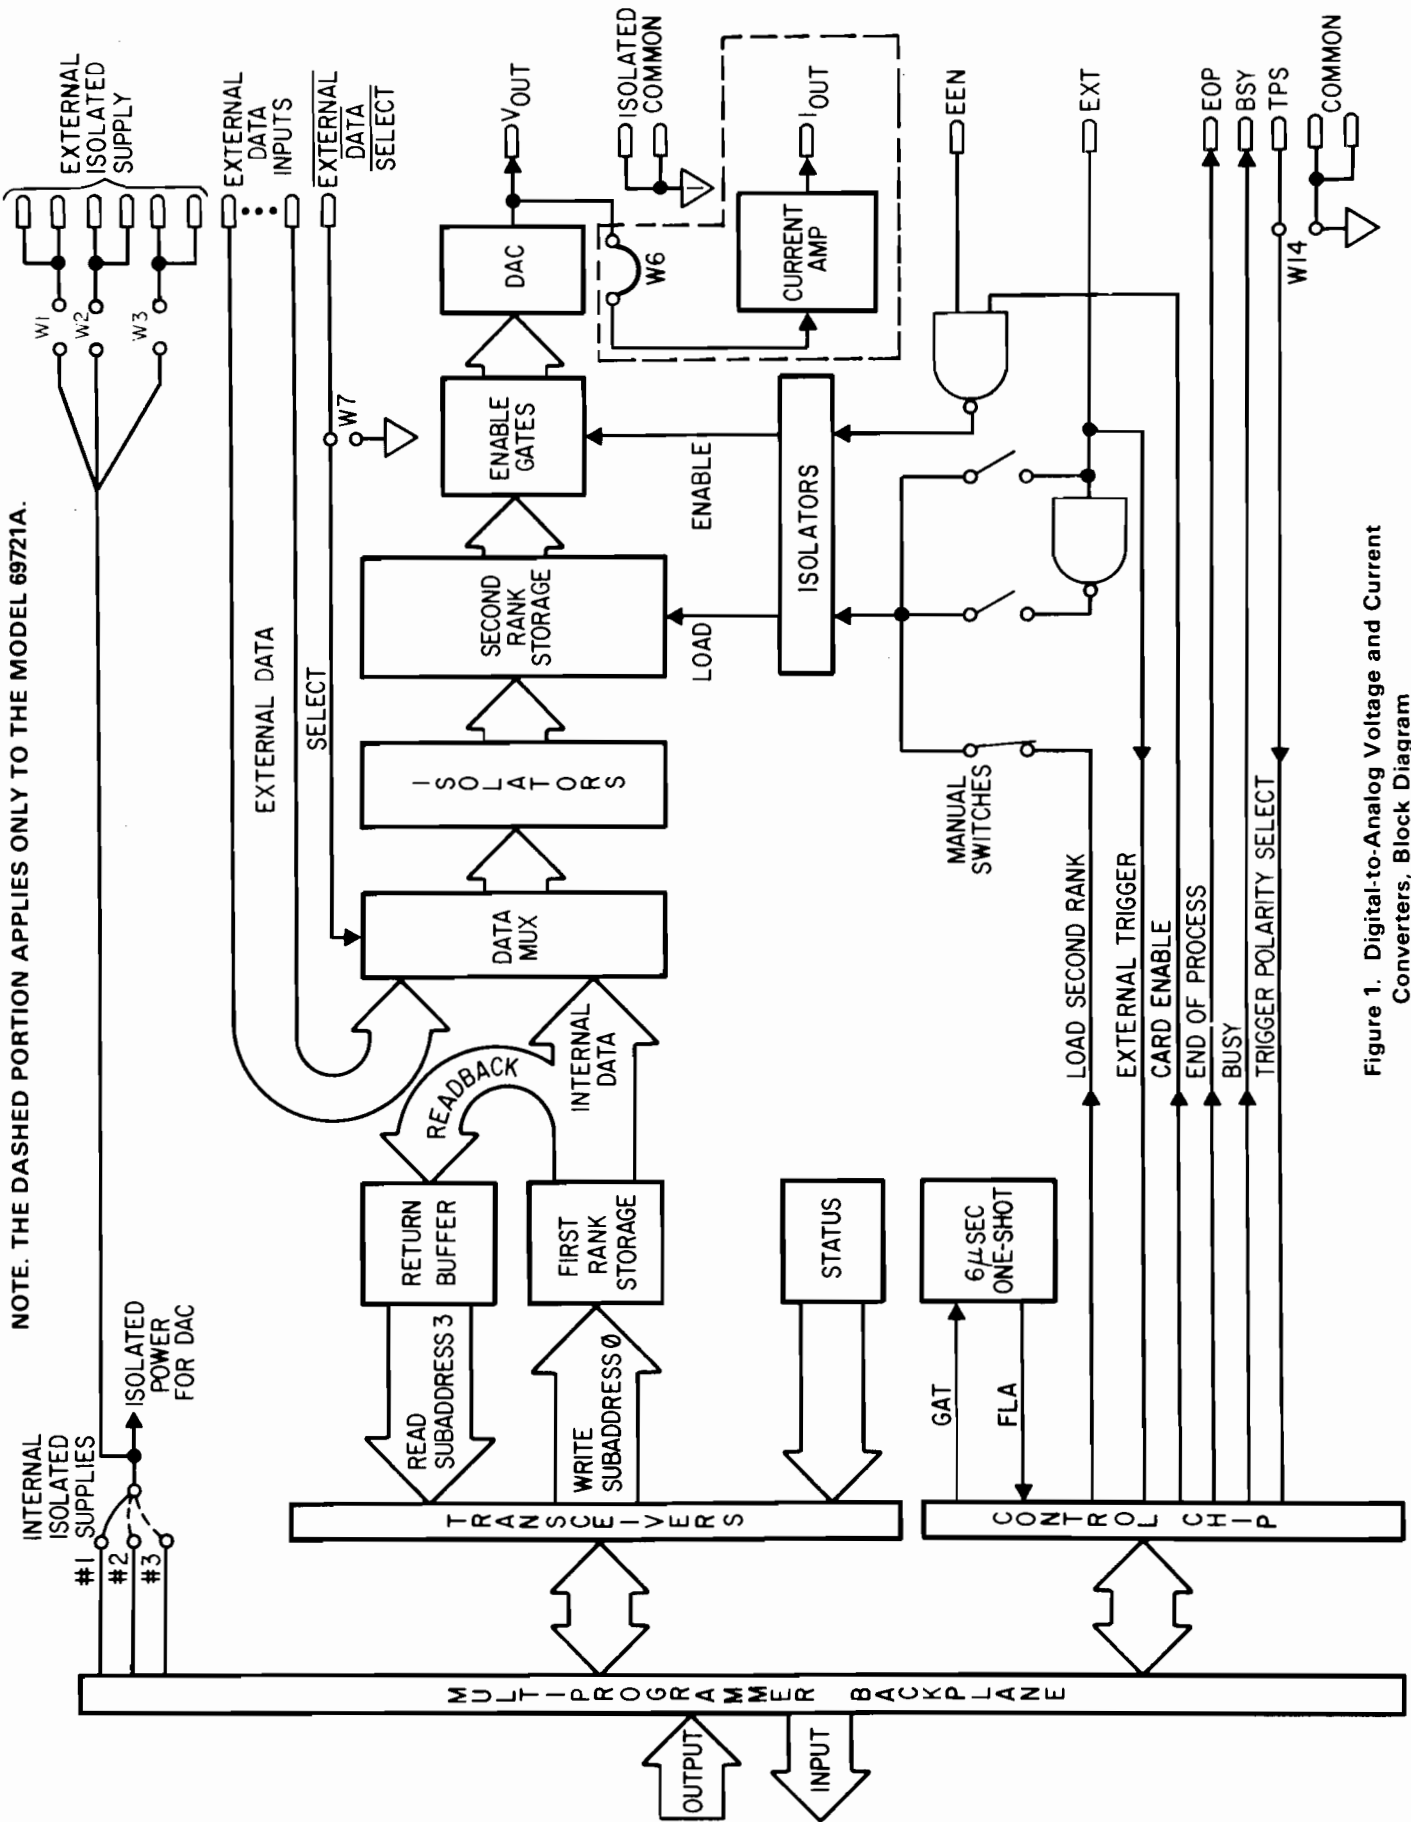 NOTE. THE DASHED PORTION APPLIES ONLY TO THE MODEL 69721A.
INTERNAL
ISOLATED
SUPPLIES
#1
#2
#3
ISOLATED
POWER
FOR DAC
W1
W2
W3
EXTERNAL
ISOLATED
SUPPLY
EXTERNAL DATA
EXTERNAL
DATA
INPUTS
SELECT
W7
EXTERNAL
DATA
SELECT
RETURN
BUFFER
READ
SUBADDRESS 3
READBACK
FIRST
RANK
STORAGE
WRITE
SUBADDRESS 0
INTERNAL
DATA
DATA
MUX
ISOLATORS
SECOND
RANK
STORAGE
ENABLE
GATES
DAC
VOUT
W6
ISOLATED
COMMON
1
CURRENT
AMP
IOUT
LOAD
ENABLE
ISOLATORS
STATUS
TRANSCEIVERS
MULTIPROGRAMMER BACKPLANE
OUTPUT
INPUT
CONTROL CHIP
GAT
FLA
6μSEC
ONE-SHOT
MANUAL
SWITCHES
LOAD SECOND RANK
EXTERNAL TRIGGER
CARD ENABLE
END OF PROCESS
BUSY
TRIGGER POLARITY SELECT
EEN
EXT
EOP
BSY
TPS
W14
COMMON
Figure 1. Digital-to-Analog Voltage and Current
Converters, Block Diagram